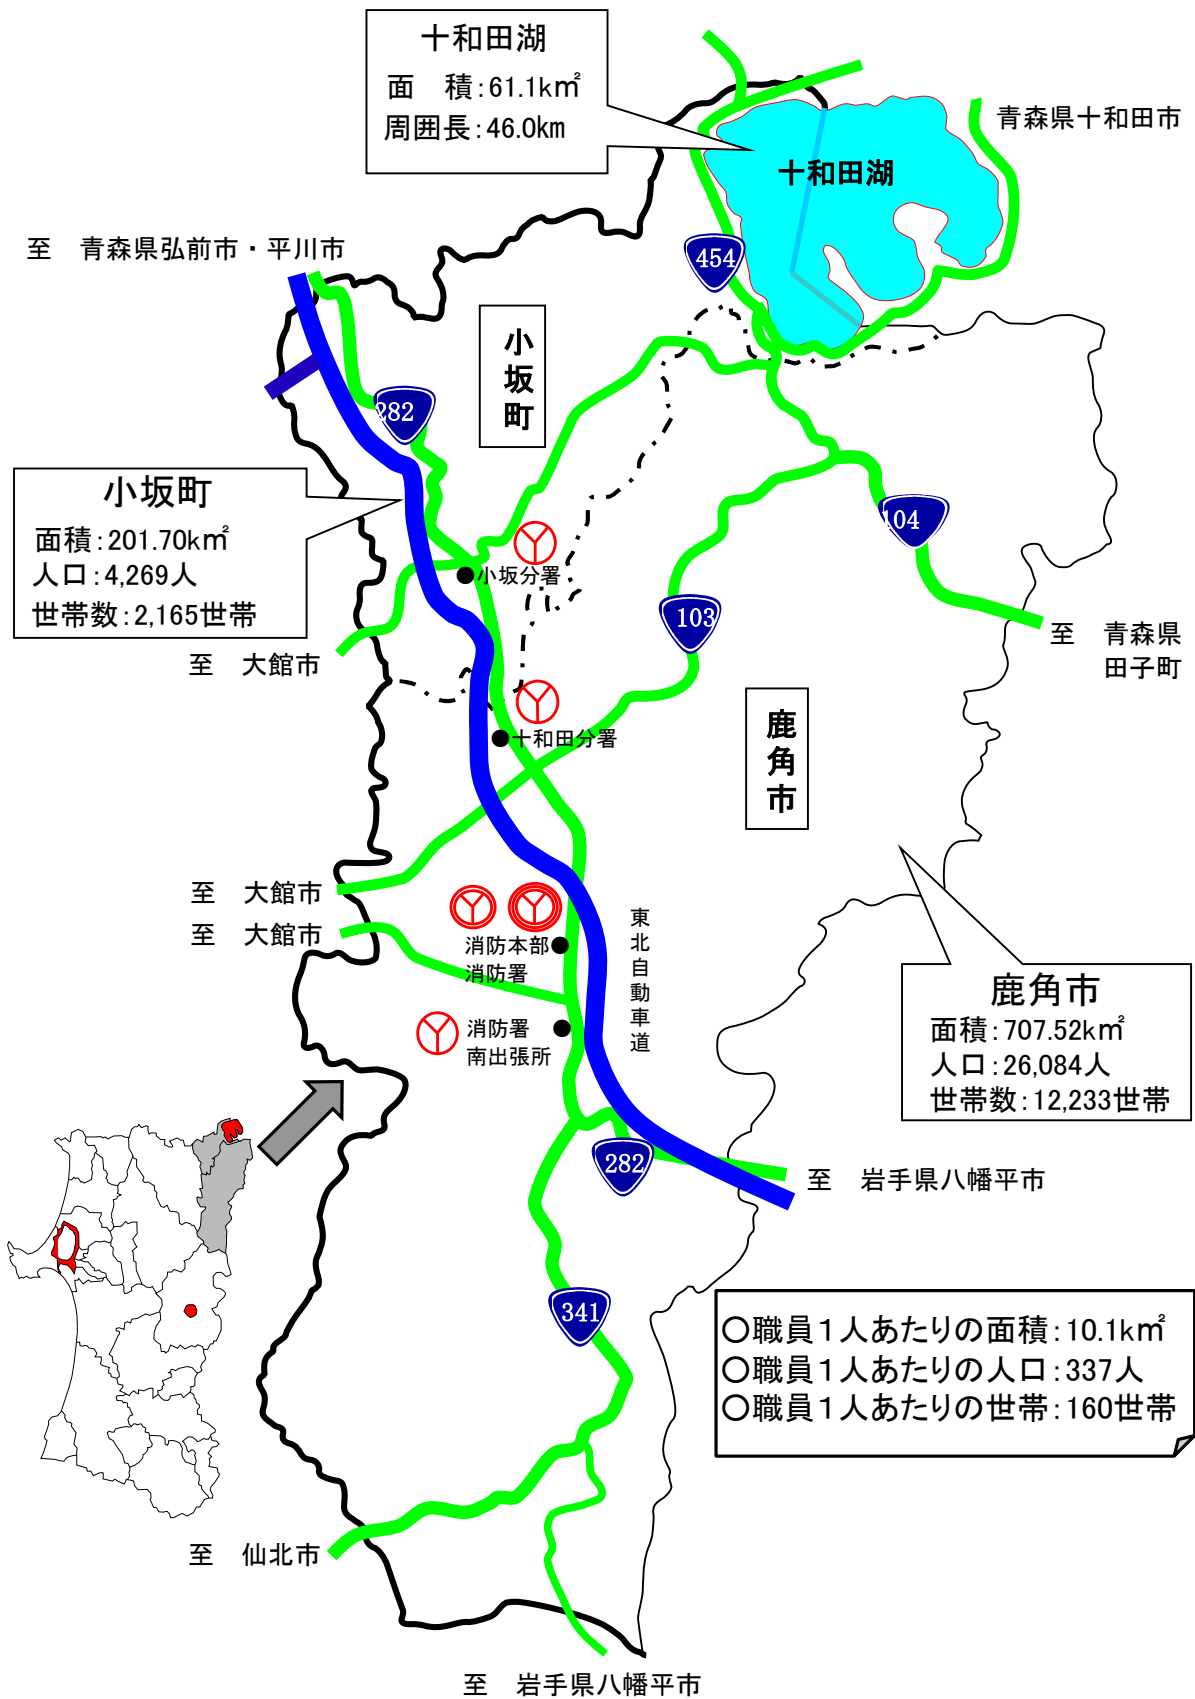 十和田湖
面　積：61.1k㎡
周囲長：46.0km
青森県十和田市
十和田湖
至　青森県弘前市・平川市
454
小坂町
282
小坂町
面積：201.70k㎡
人口：4,269人
世帯数：2,165世帯
104
小坂分署
103
至　青森県
田子町
至　大館市
鹿角市
十和田分署
至　大館市
至　大館市
東北自動車道
消防本部
消防署
鹿角市
面積：707.52k㎡
人口：26,084人
世帯数：12,233世帯
消防署
南出張所
282
至　岩手県八幡平市
341
○職員１人あたりの面積：10.1k㎡
○職員１人あたりの人口：337人
○職員１人あたりの世帯：160世帯
至　仙北市
至　岩手県八幡平市